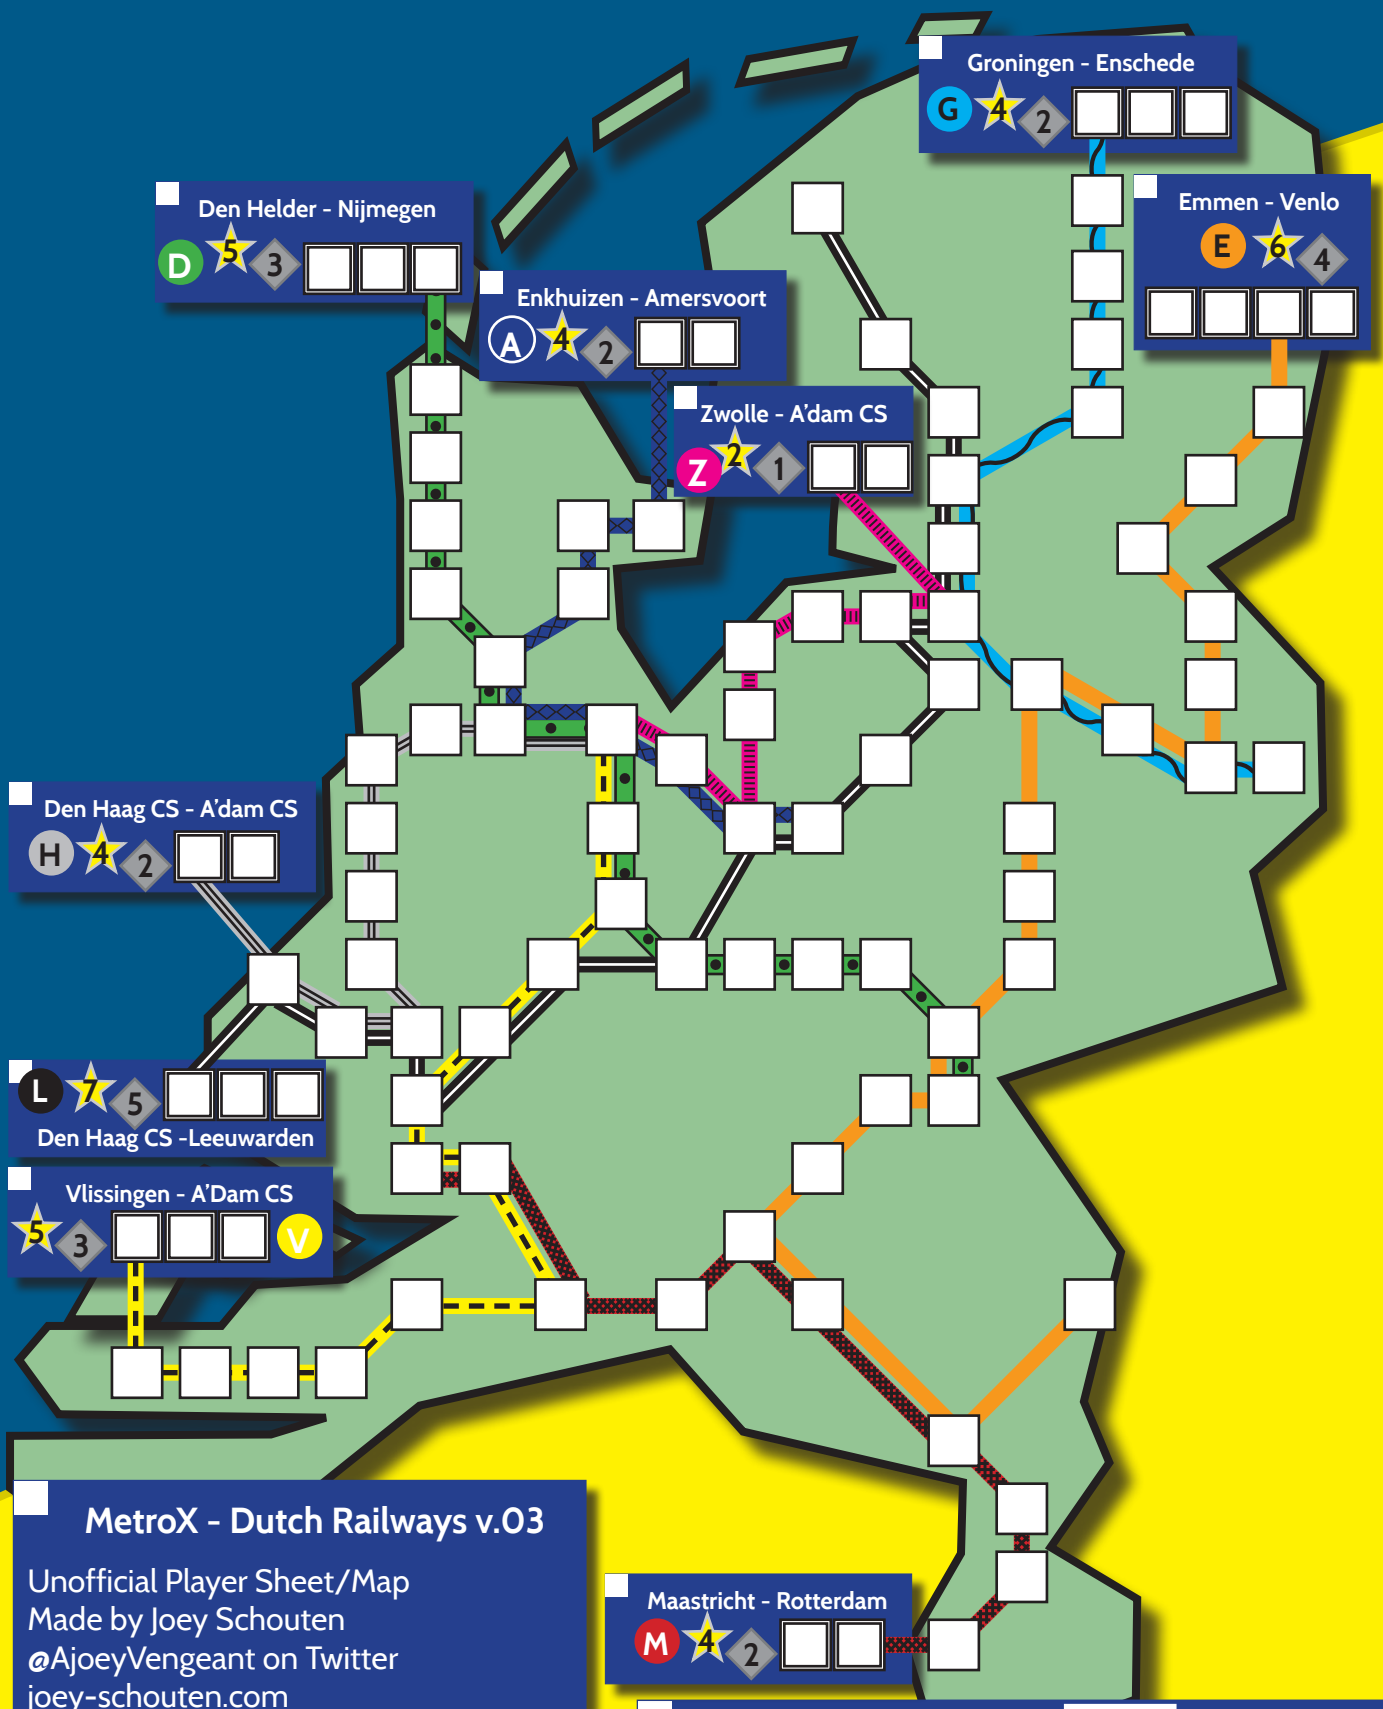 Groningen - Enschede
G 4 2
Den Helder - Nijmegen
D 5 3
Emmen - Venlo
E 6 4
Enkhuizen - Amersvoort
A 4 2
Zwolle - A'dam CS
Z 2 1
Den Haag CS - A'dam CS
H 4 2
L 7 5
Den Haag CS -Leeuwarden
Vlissingen - A'Dam CS
5 3 V
MetroX - Dutch Railways v.03
Unofficial Player Sheet/Map
Made by Joey Schouten
@AjoeyVengeant on Twitter
joey-schouten.com
Maastricht - Rotterdam
M 4 2